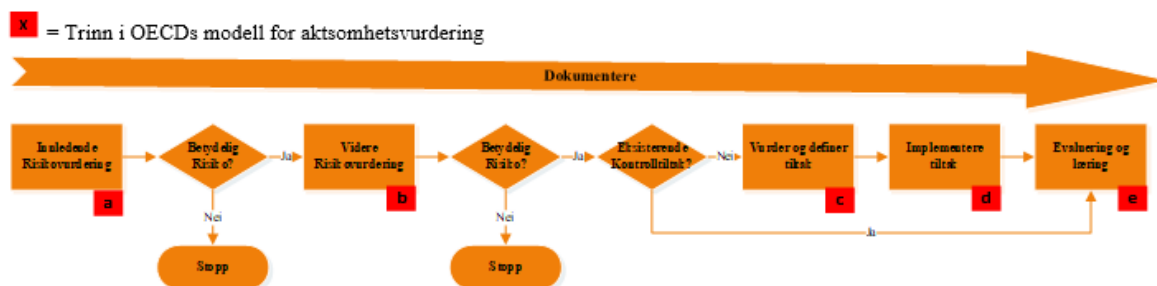 x = Trinn i OECDs modell for aktsomhetsvurdering
Dokumentere
Innledende
Risikovurdering
a
Betydelig
Risiko?
Ja
Nei
Stopp
Videre
Risikovurdering
b
Betydelig
Risiko?
Ja
Nei
Stopp
Eksisterende
Kontrolltiltak?
Nei
Ja
Vurder og definer
tiltak
c
Implementere
tiltak
d
Evaluering og
læring
e